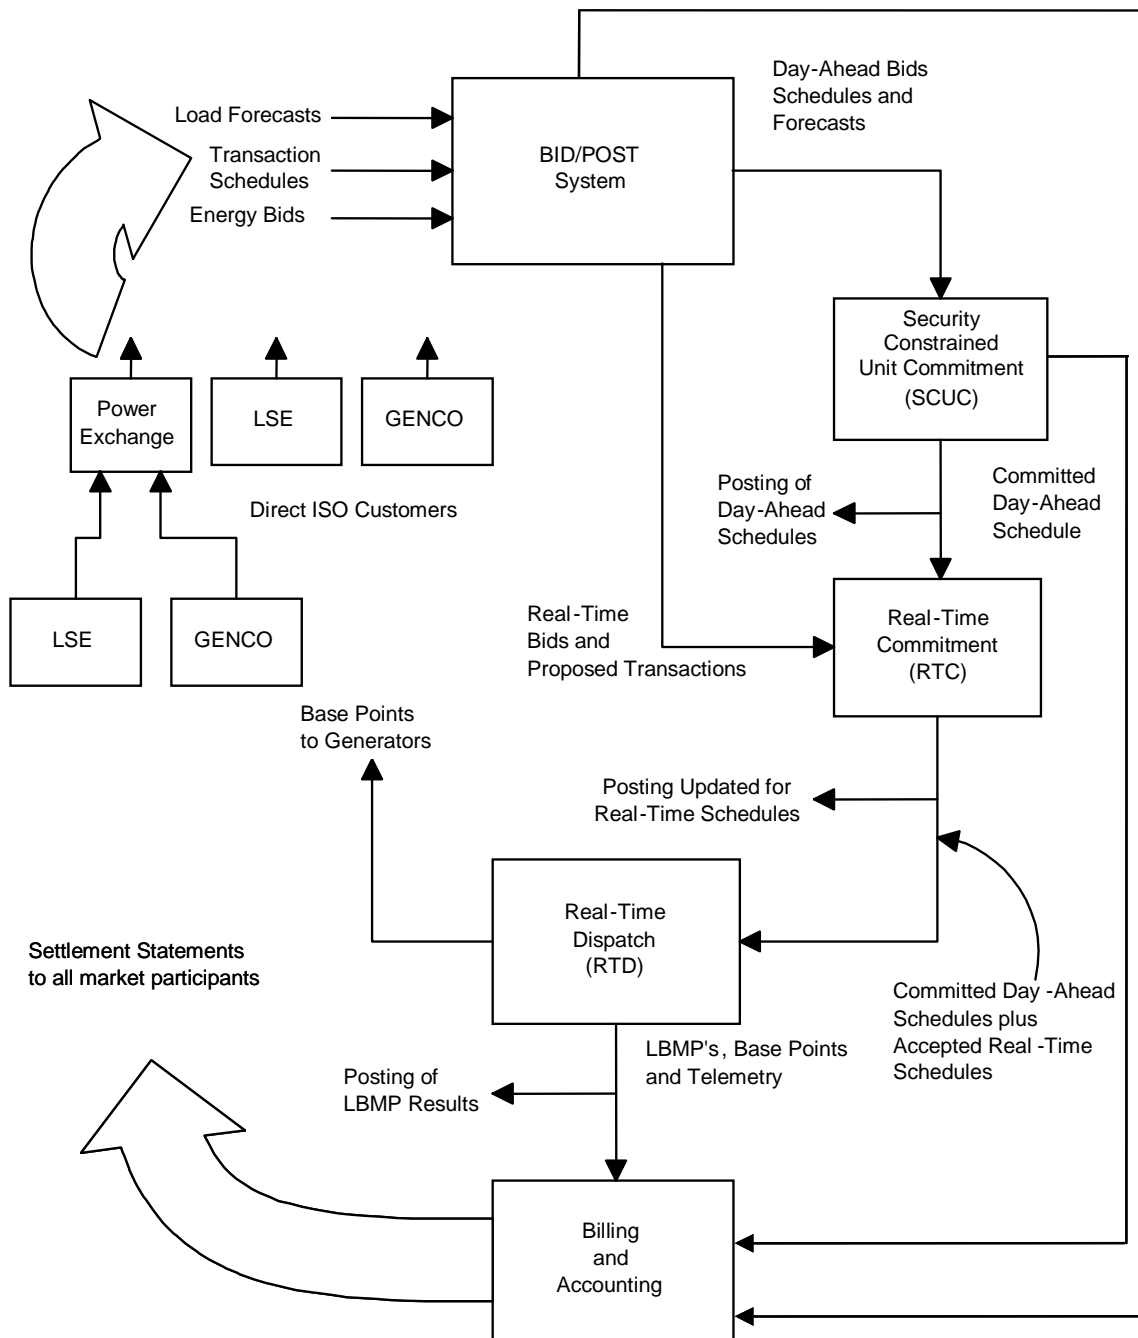 Day-Ahead Bids
Schedules and
Forecasts
Load Forecasts
Transaction
Schedules
Energy Bids
BID/POST
System
Security
Constrained
Unit Commitment
(SCUC)
Power
Exchange
LSE
GENCO
Direct ISO Customers
Posting of
Day-Ahead
Schedules
Committed
Day-Ahead
Schedule
LSE
GENCO
Real-Time
Bids and
Proposed Transactions
Real-Time
Commitment
(RTC)
Base Points
to Generators
Posting Updated for
Real-Time Schedules
Real-Time
Dispatch
(RTD)
Settlement Statements
to all market participants
Committed Day -Ahead
Schedules plus
Accepted Real -Time
Schedules
LBMP's, Base Points
and Telemetry
Posting of
LBMP Results
Billing
and
Accounting